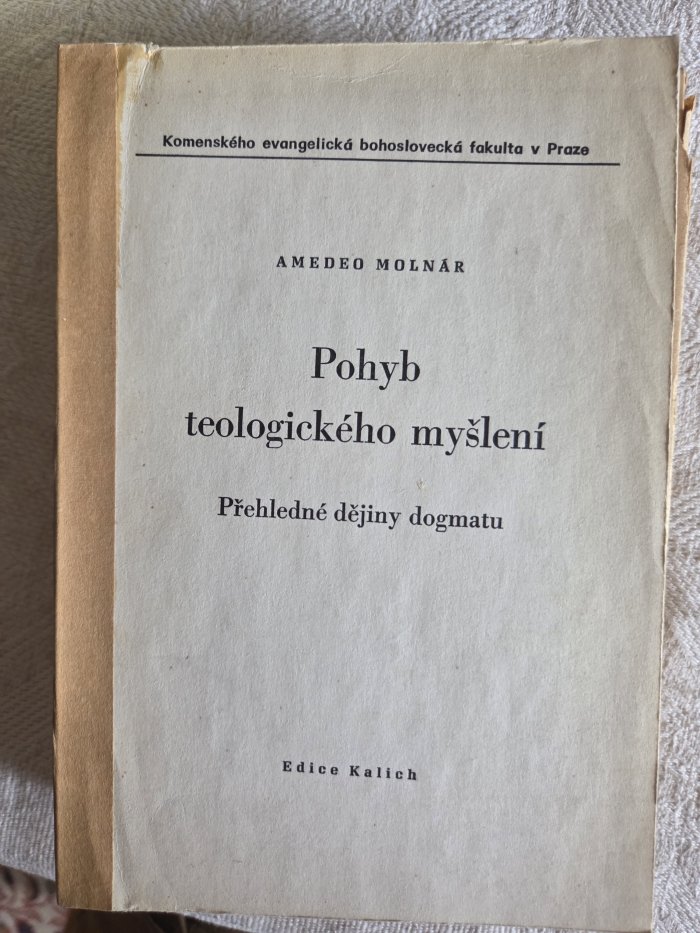 Komenského evangelická bohoslovecká fakulta v Praze
AMEDEO MOLNÁR
Pohyb
teologického myšlení
Přehledné dějiny dogmatu
Edice Kalich